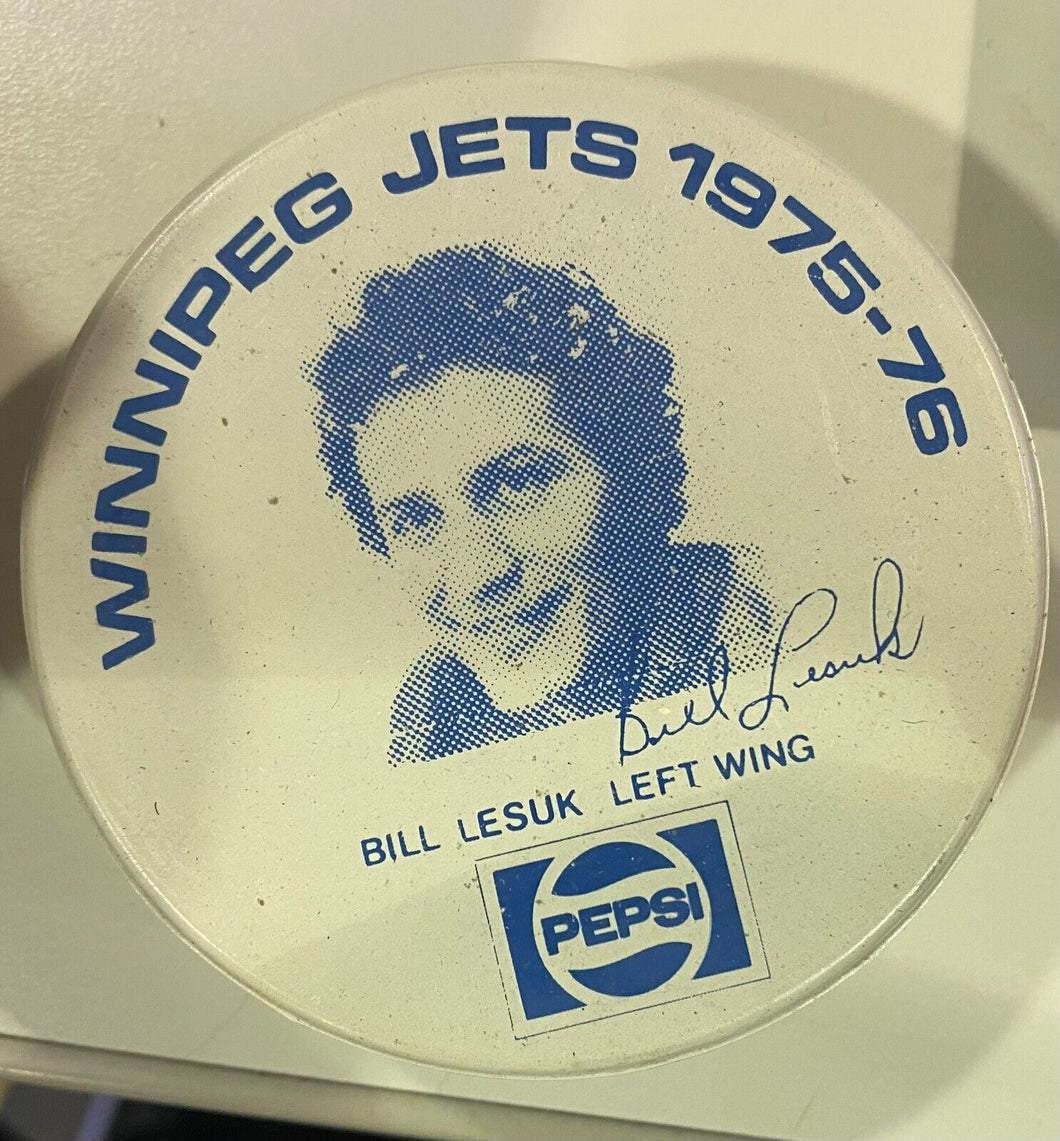 WINNIPEG JETS 1975-76
Bill Lesuk
BILL LESUK LEFT WING
PEPSI